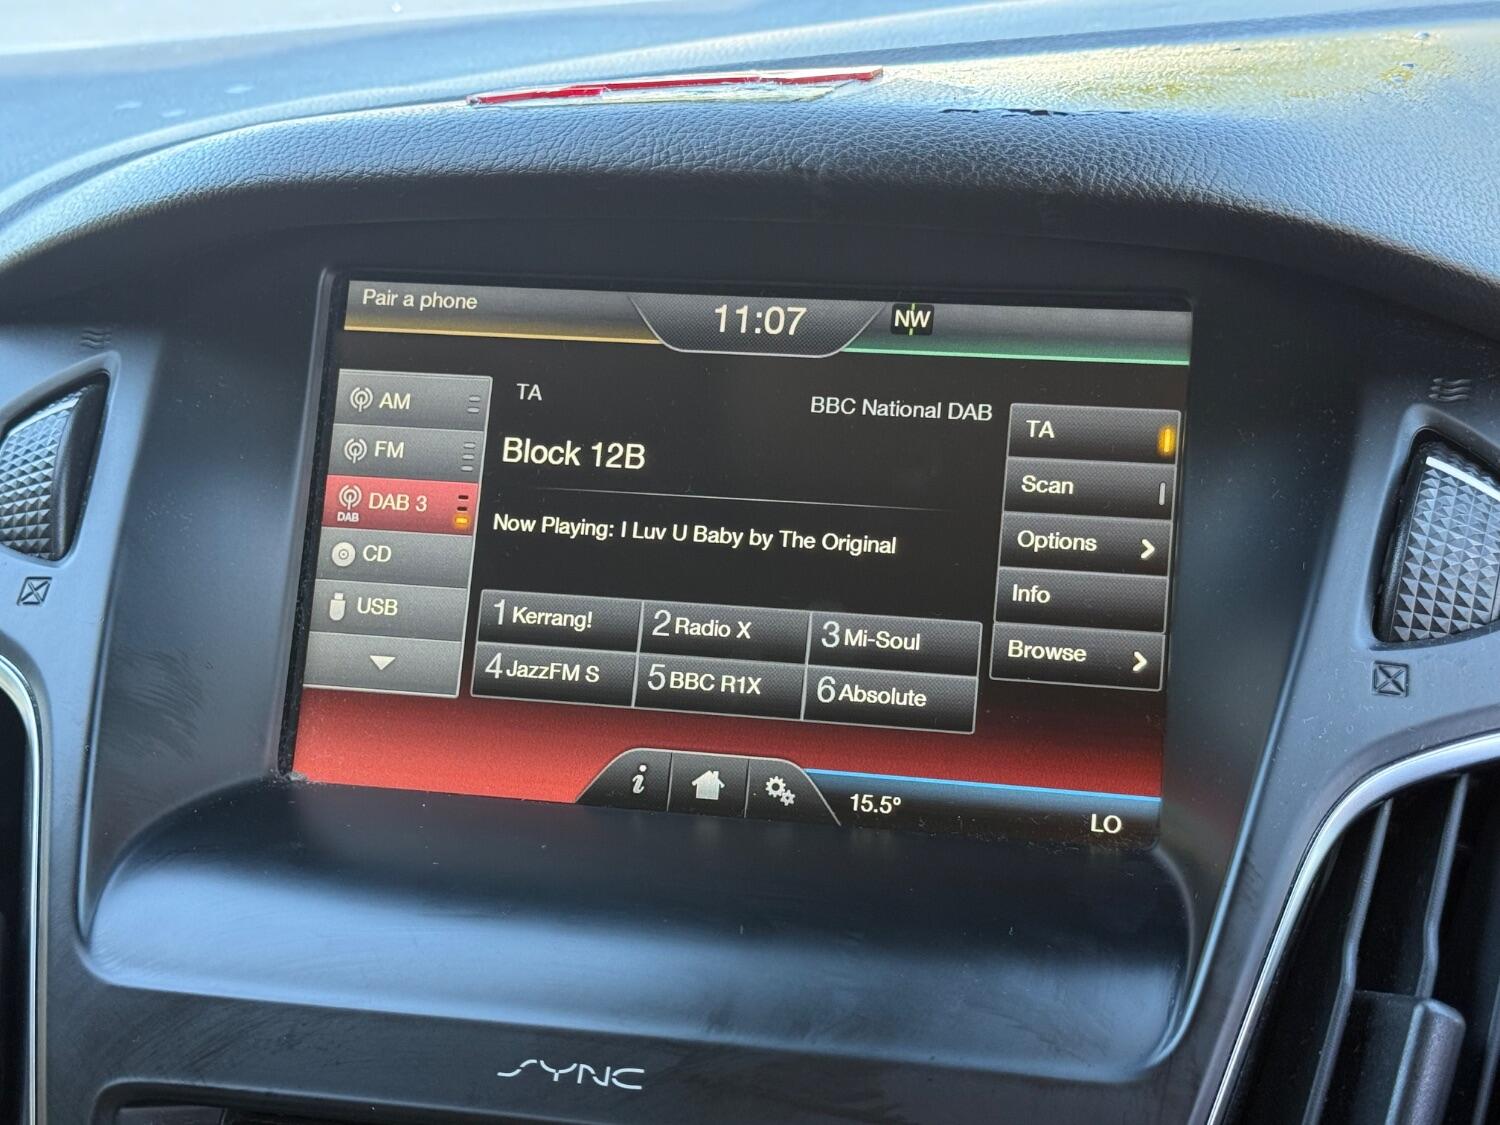 Pair a phone
11:07
NW
AM
FM
DAB 3
DAB
CD
USB
TA
BBC National DAB
Block 12B
Now Playing: I Luv U Baby by The Original
1 Kerrang!
2 Radio X
3 Mi-Soul
4 JazzFM S
5 BBC R1X
6 Absolute
TA
Scan
Options
Info
Browse
i
15.5°
LO
SYNC